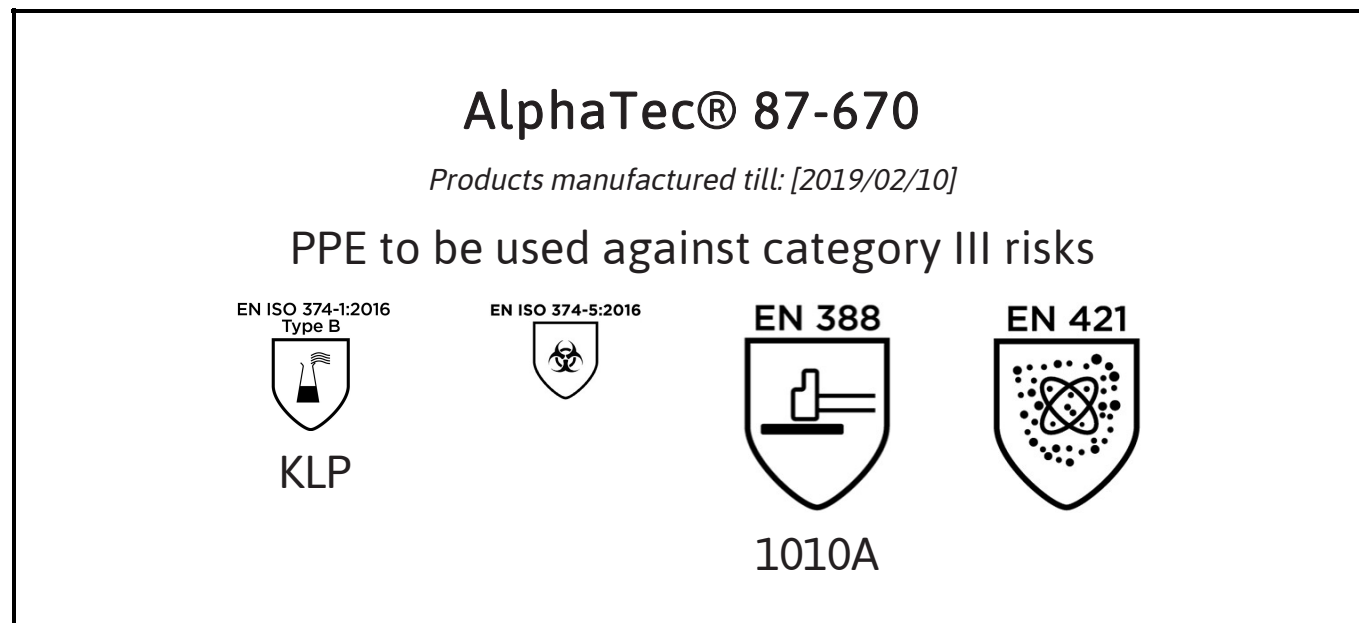 AlphaTec® 87-670
Products manufactured till: [2019/02/10]
PPE to be used against category III risks
EN ISO 374-1:2016
Type B
KLP
EN ISO 374-5:2016
EN 388
1010A
EN 421